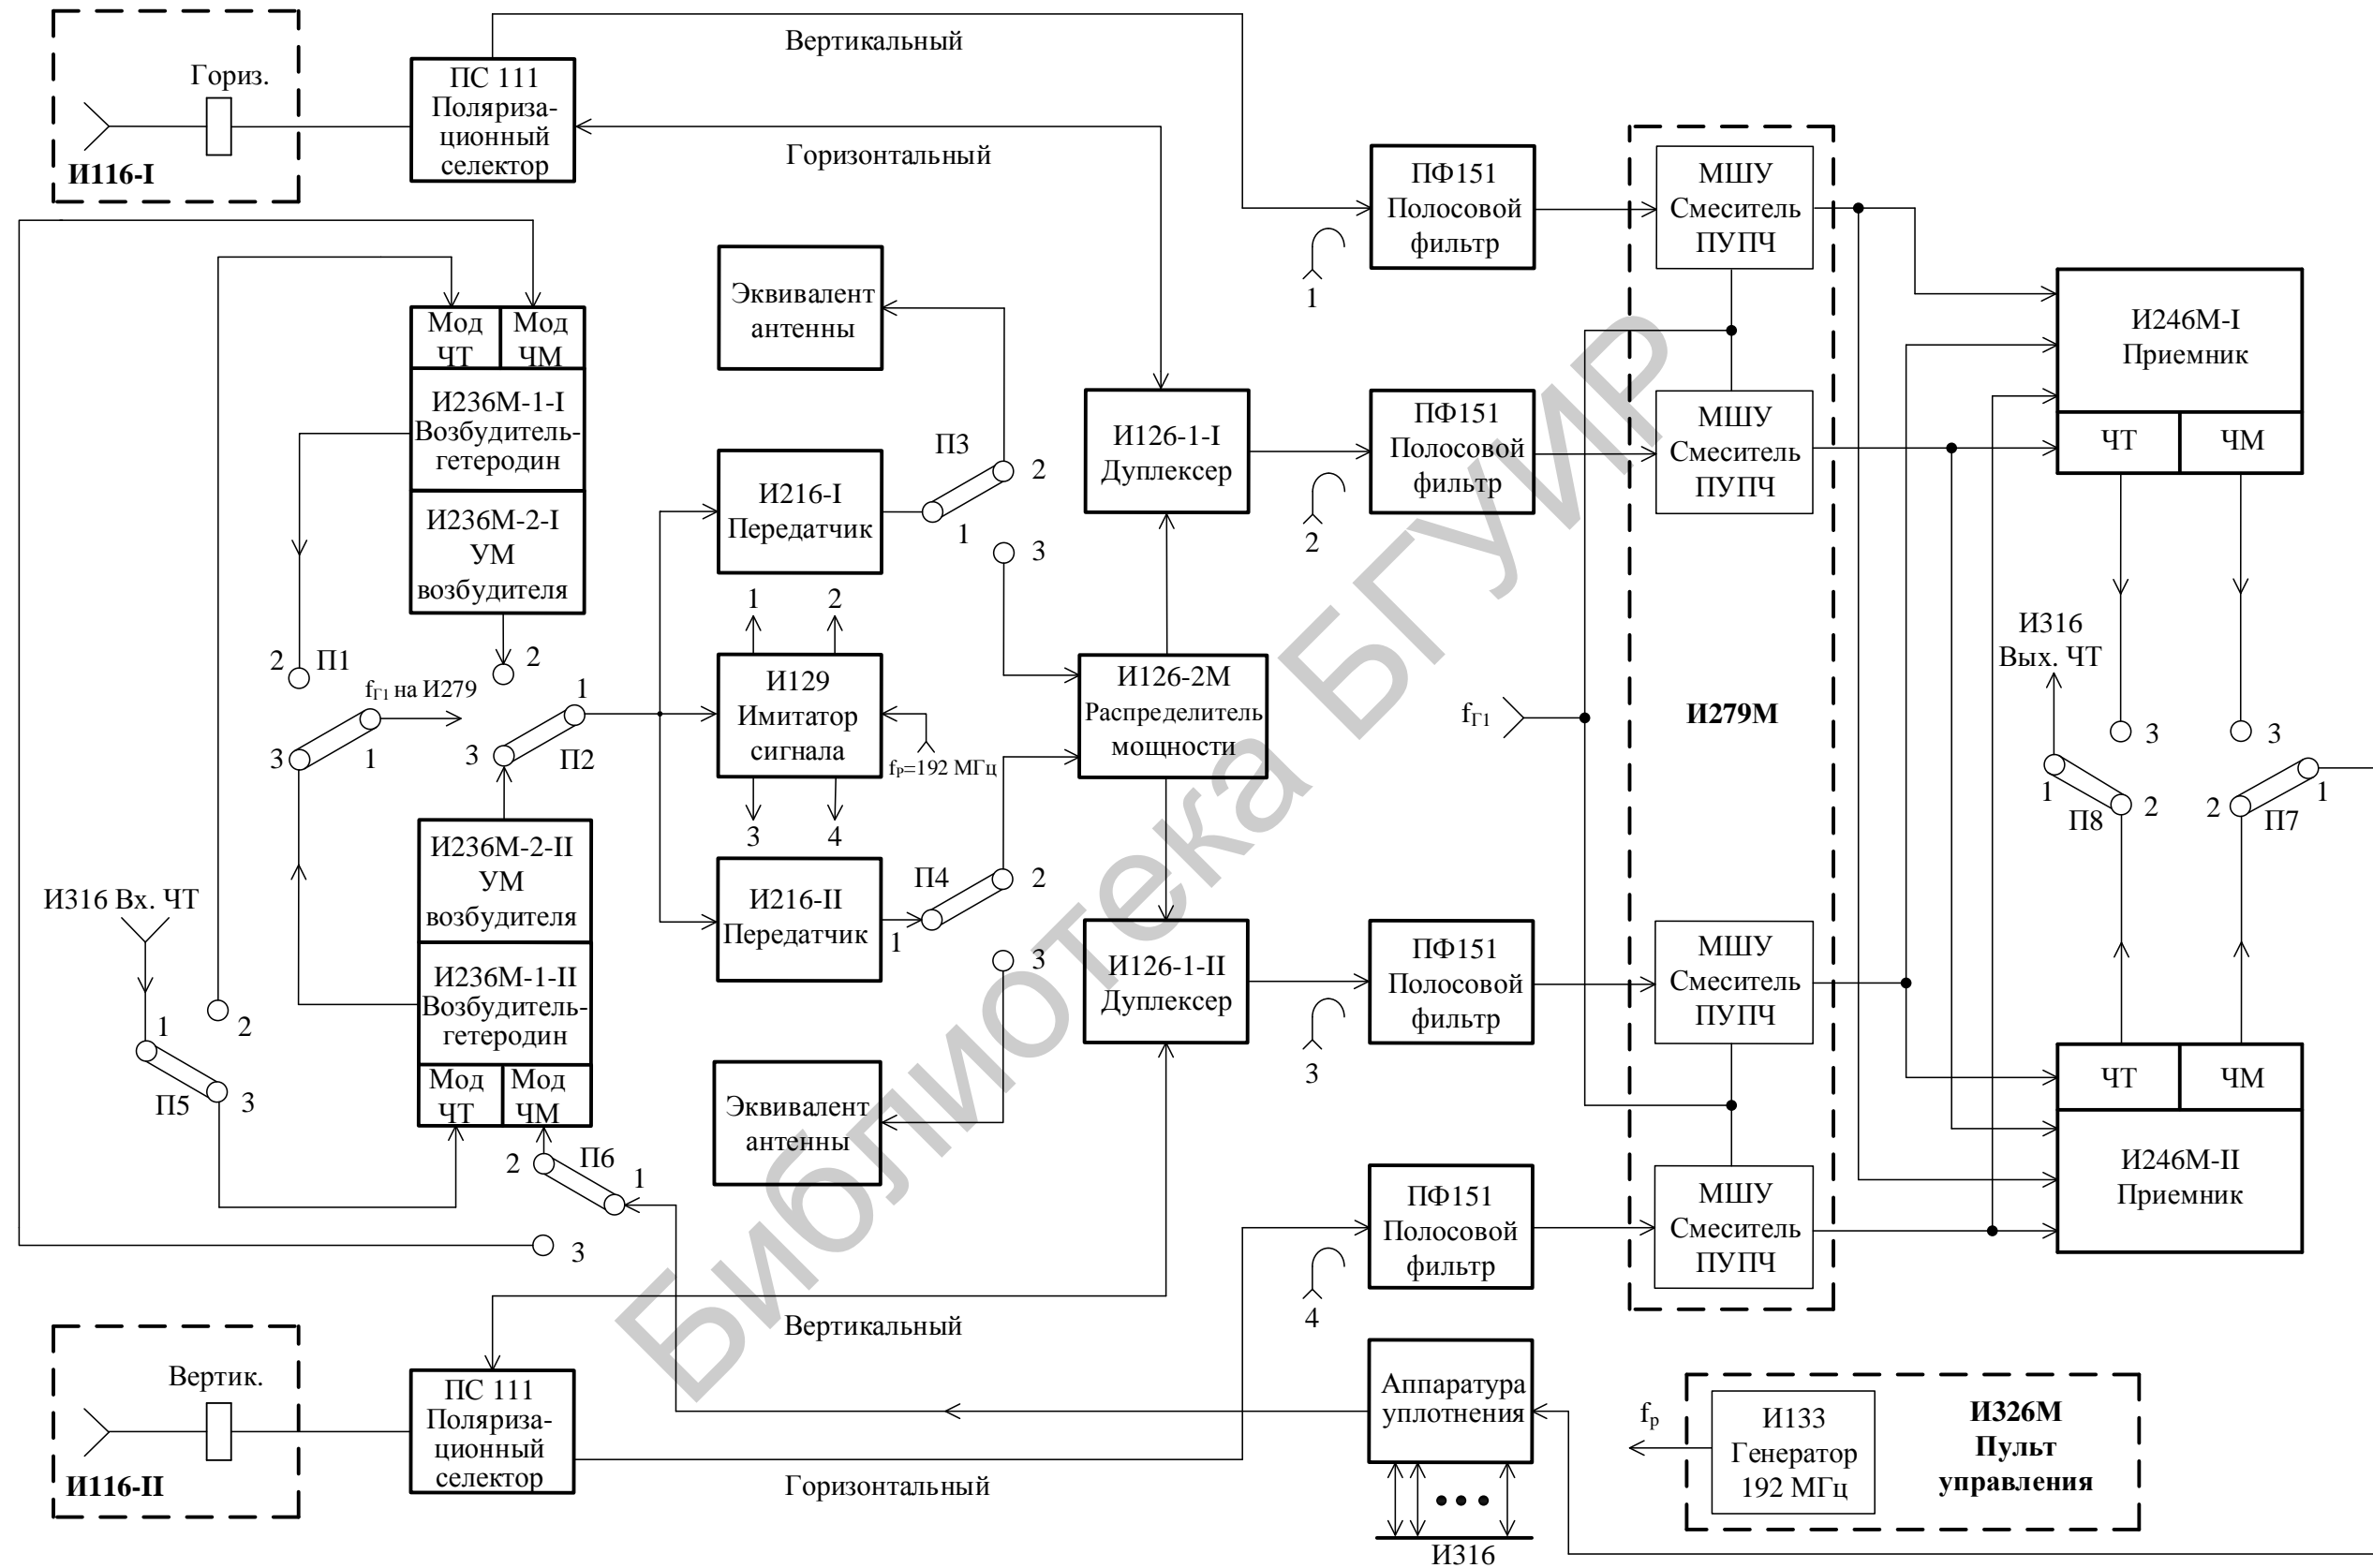 Вертикальный
Гориз.
И116-I
ПС 111
Поляриза-
ционный
селектор
Горизонтальный
ПФ151
Полосовой
фильтр
1
МШУ
Смеситель
ПУПЧ
Эквивалент
антенны
Мод
ЧТ
Мод
ЧМ
И236М-1-I
Возбудитель-
гетеродин
И236М-2-I
УМ
возбудителя
П3
2
1
3
И216-I
Передатчик
И126-1-I
Дуплексер
ПФ151
Полосовой
фильтр
2
МШУ
Смеситель
ПУПЧ
И246М-I
Приемник
ЧТ
ЧМ
2
П1
fГ1 на И279
3
1
2
1
3
П2
1
2
И129
Имитатор
сигнала
fР=192 МГц
3
4
И126-2М
Распределитель
мощности
fГ1
И279М
И316
Вых. ЧТ
3
3
1
2
П8
2
1
П7
И316 Вх. ЧТ
И236М-2-II
УМ
возбудителя
И236М-1-II
Возбудитель-
гетеродин
Мод
ЧТ
Мод
ЧМ
1
2
П5
3
И216-II
Передатчик
П4
2
1
3
И126-1-II
Дуплексер
ПФ151
Полосовой
фильтр
3
МШУ
Смеситель
ПУПЧ
Эквивалент
антенны
2
П6
1
3
ЧТ
ЧМ
И246М-II
Приемник
ПФ151
Полосовой
фильтр
4
МШУ
Смеситель
ПУПЧ
Вертикальный
Вертик.
И116-II
ПС 111
Поляриза-
ционный
селектор
Горизонтальный
Аппаратура
уплотнения
И316
fр
И133
Генератор
192 МГц
И326М
Пульт
управления
Библиотека БГУИР